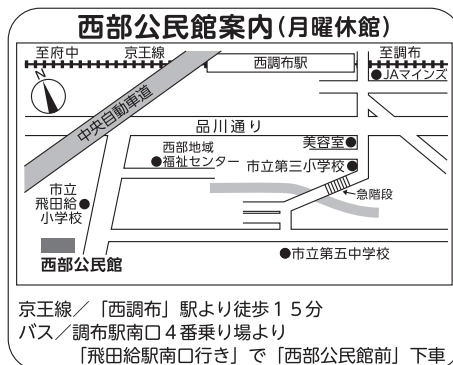 西部公民館案内(月曜休館)
至府中
京王線
西調布駅
至調布
JAマインズ
N
中央自動車道
品川通り
美容室
西部地域
福祉センター
市立第三小学校
急階段
市立
飛田給
小学校
西部公民館
市立第五中学校
京王線／「西調布」駅より徒歩15分
バス／調布駅南口4番乗り場より
「飛田給駅南口行き」で「西部公民館前」下車